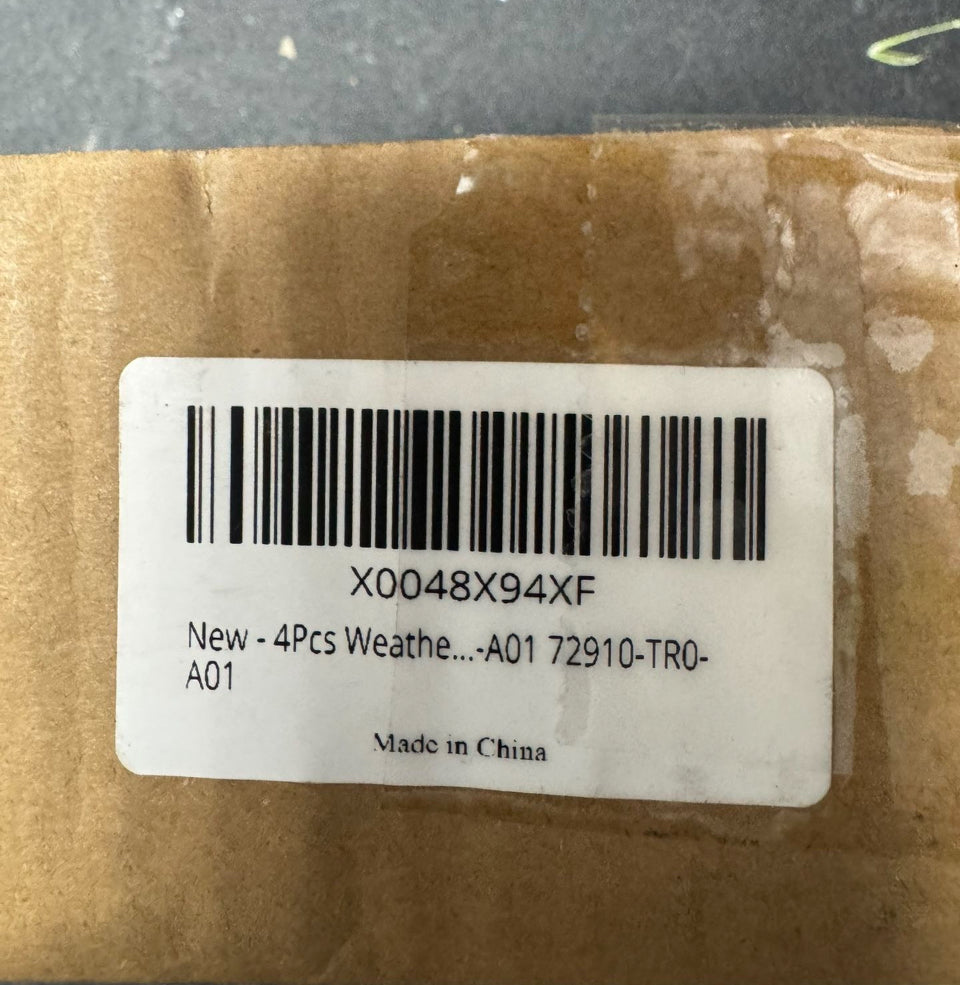 X0048X94XF
New - 4Pcs Weathe...-A01 72910-TR0-
A01
Made in China